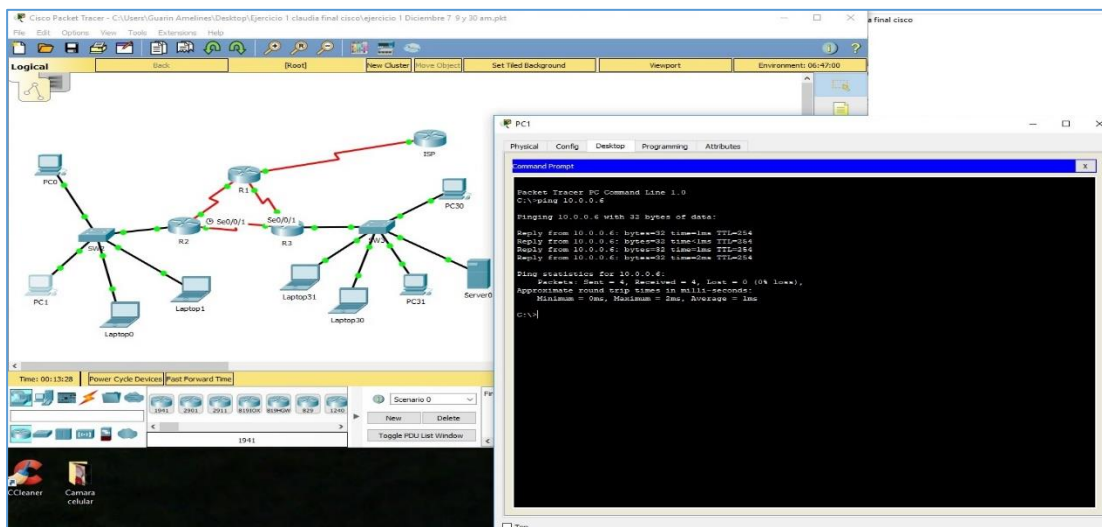 Cisco Packet Tracer - C:\Users\Guarin Amelines\Desktop\Ejercicio 1 claudia final cisco\ejercicio 1 Diciembre 7 9 y 30 am.pkt
a final cisco
File Edit Options View Tools Extensions Help
Logical
Back
[Root]
New Cluster
Move Object
Set Tiled Background
Viewport
Environment: 06:47:00
ISP
PC0
R1
PC30
Se0/0/1
Se0/0/1
R2
R3
SW2
SW3
PC1
Laptop1
Laptop31
PC31
Server0
Laptop0
Laptop30
Time: 00:13:28
Power Cycle Devices
Fast Forward Time
1941 2901 2911 819IOX 819HGW 829 1240
1941
Scenario 0
New
Delete
Toggle PDU List Window
CCleaner
Camara celular
PC1
Physical Config Desktop Programming Attributes
Command Prompt
X
Packet Tracer PC Command Line 1.0
C:\>ping 10.0.0.6
Pinging 10.0.0.6 with 32 bytes of data:
Reply from 10.0.0.6: bytes=32 time=1ms TTL=254
Reply from 10.0.0.6: bytes=32 time<1ms TTL=254
Reply from 10.0.0.6: bytes=32 time=1ms TTL=254
Reply from 10.0.0.6: bytes=32 time=2ms TTL=254
Ping statistics for 10.0.0.6:
Packets: Sent = 4, Received = 4, Lost = 0 (0% loss),
Approximate round trip times in milli-seconds:
Minimum = 0ms, Maximum = 2ms, Average = 1ms
C:\>
Top